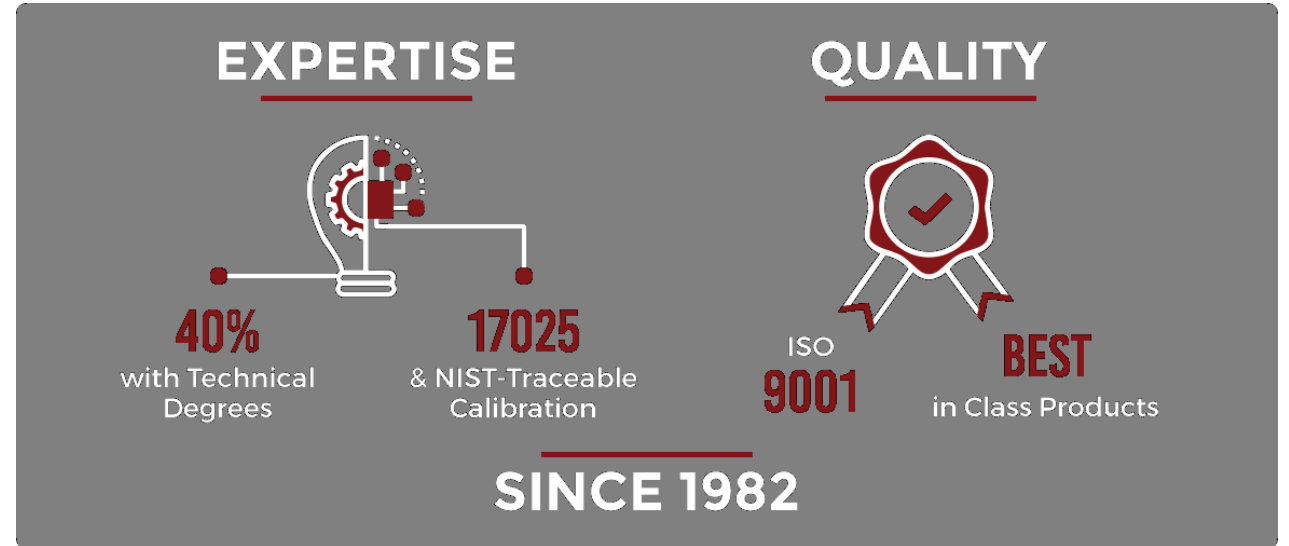 EXPERTISE
40%
with Technical
Degrees
17025
& NIST-Traceable
Calibration
QUALITY
ISO
9001
BEST
in Class Products
SINCE 1982